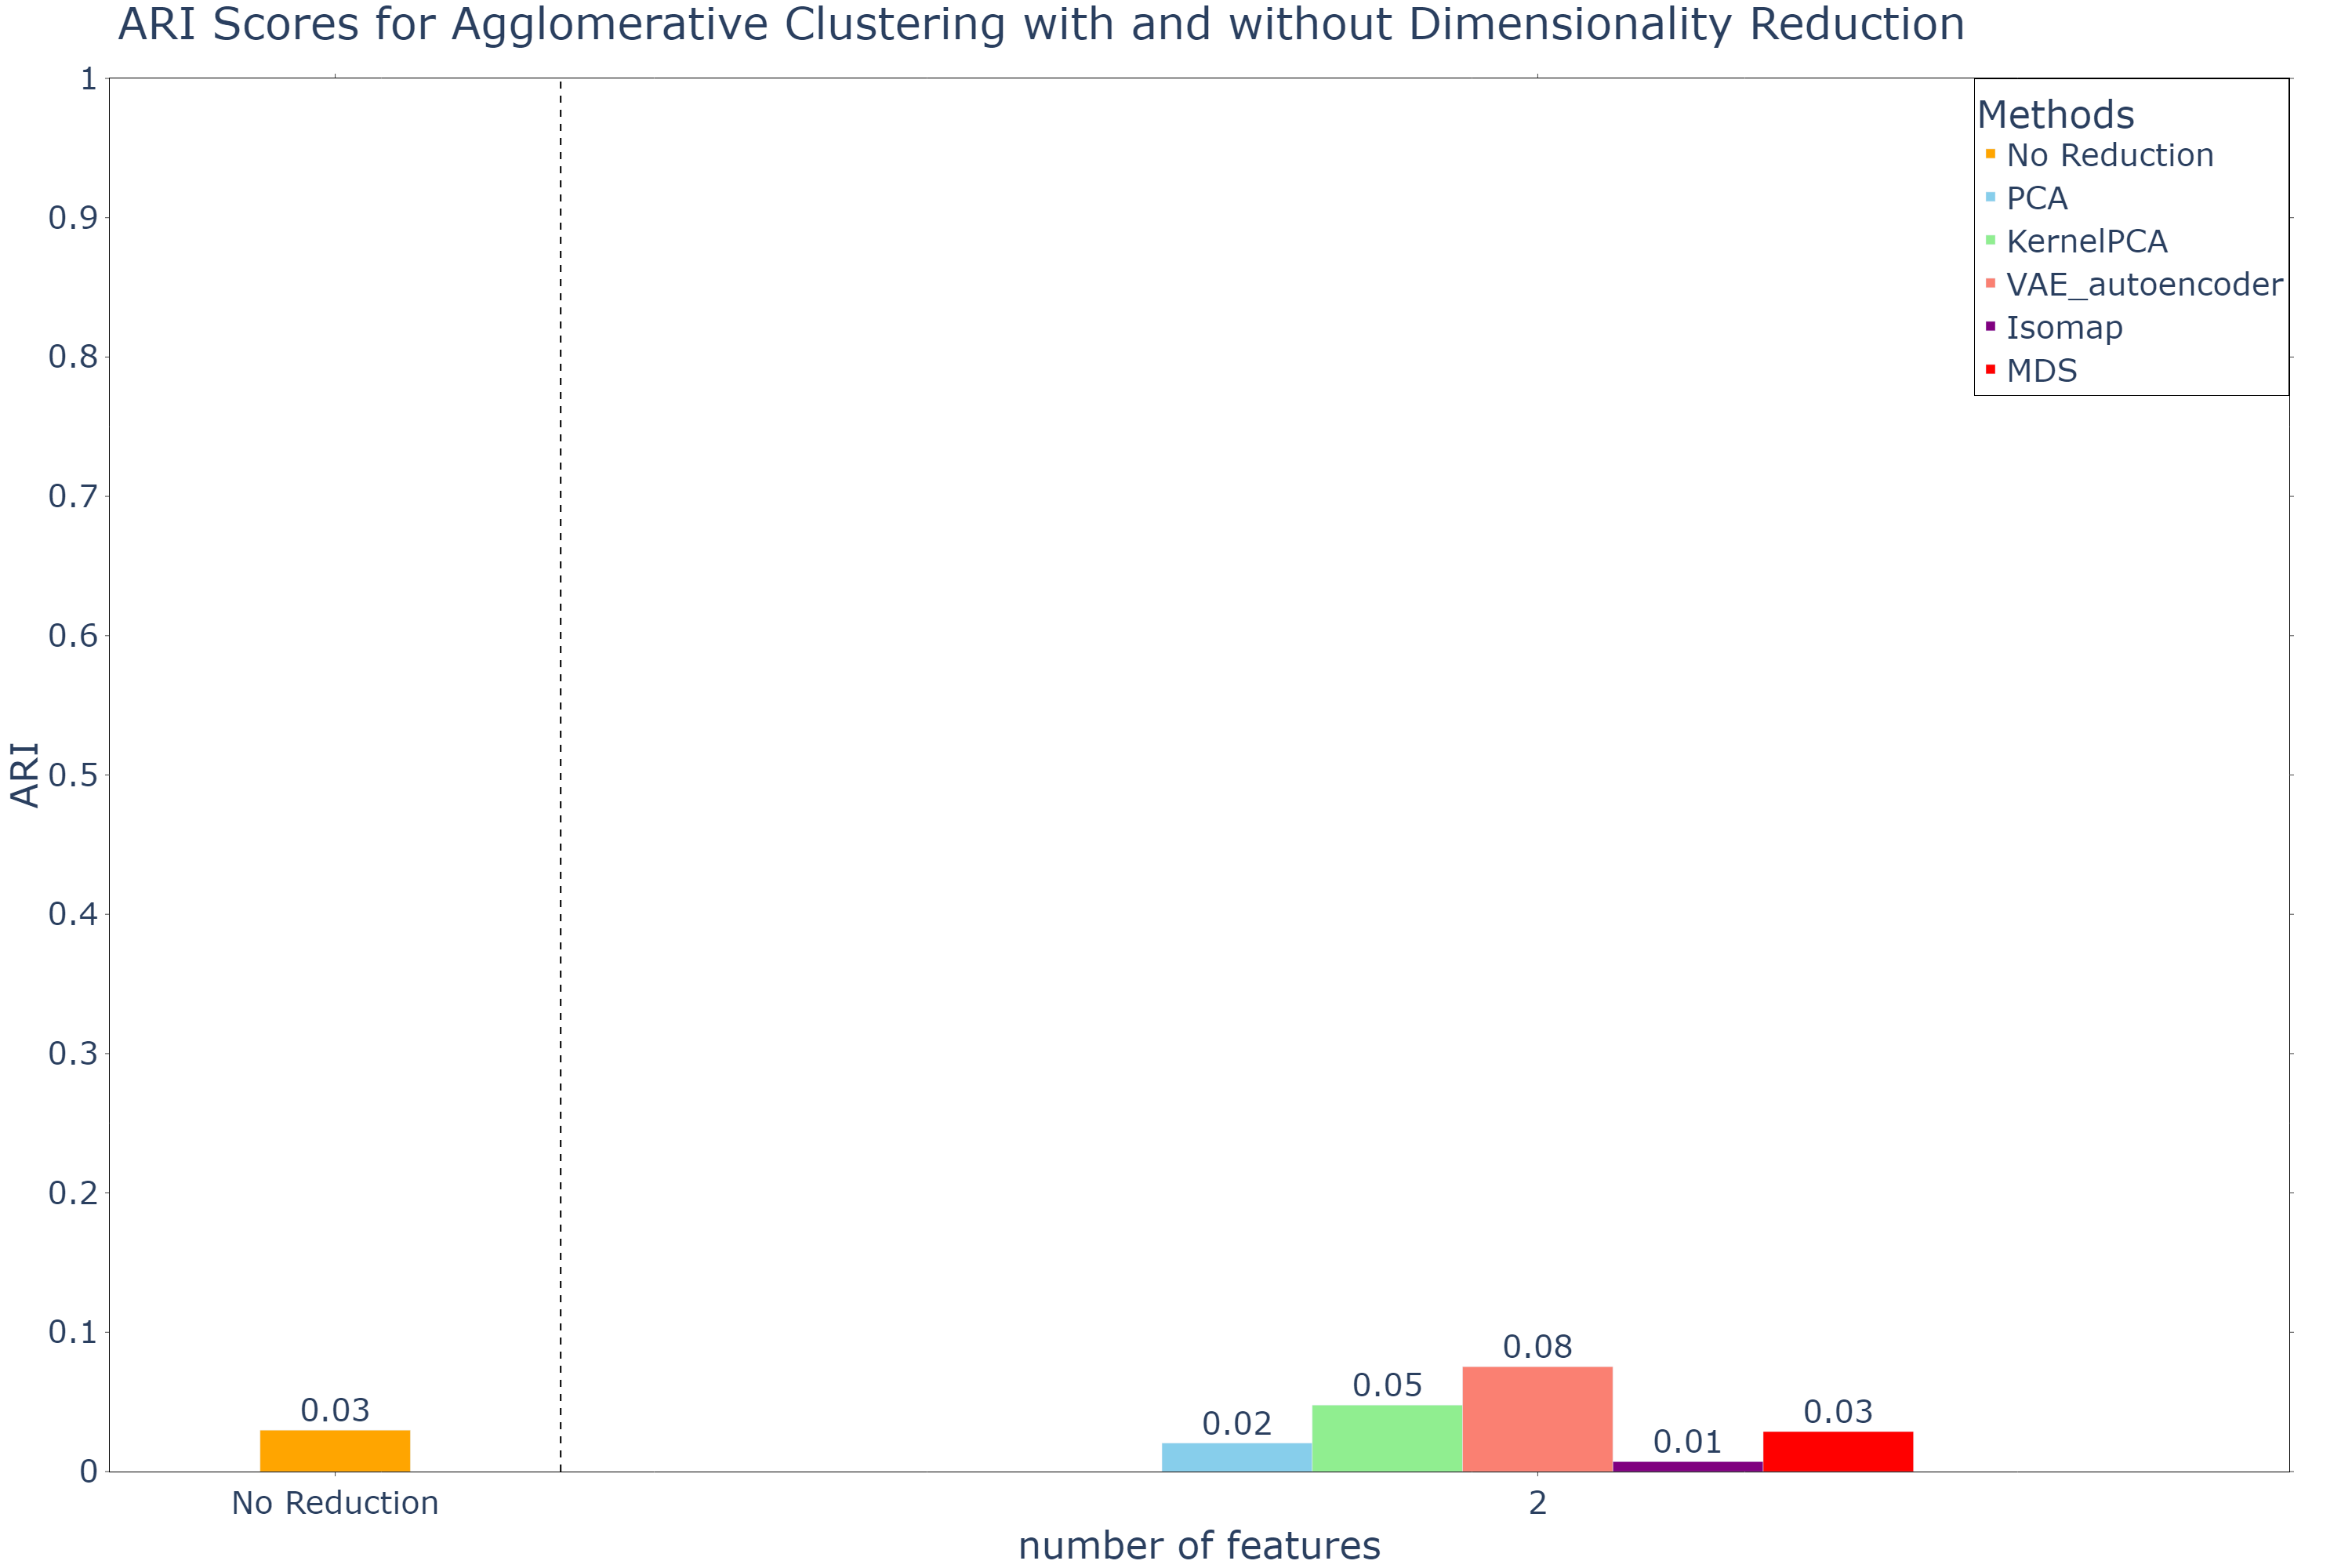 ARI Scores for Agglomerative Clustering with and without Dimensionality Reduction
1
0.9
0.8
0.7
0.6
0.5
0.4
0.3
0.2
0.1
0
ARI
Methods
No Reduction
PCA
KernelPCA
VAE_autoencoder
Isomap
MDS
0.03
0.02
0.05
0.08
0.01
0.03
No Reduction
2
number of features